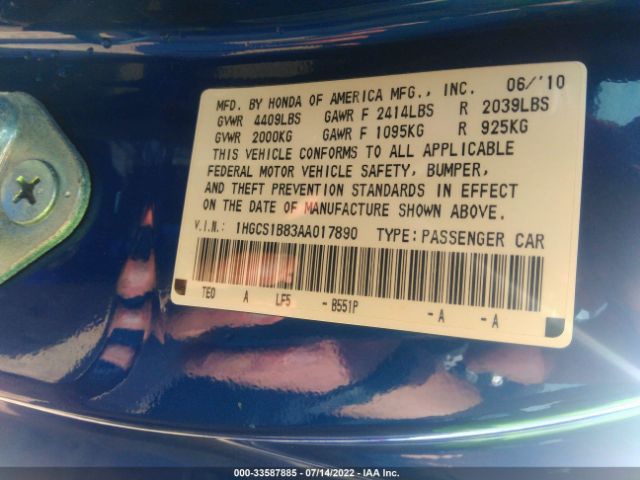 MFD. BY HONDA OF AMERICA MFG., INC. 06/'10
GVWR 4409LBS GAWR F 2414LBS R 2039LBS
GVWR 2000KG GAWR F 1095KG R 925KG
THIS VEHICLE CONFORMS TO ALL APPLICABLE
FEDERAL MOTOR VEHICLE SAFETY, BUMPER,
AND THEFT PREVENTION STANDARDS IN EFFECT
ON THE DATE OF MANUFACTURE SHOWN ABOVE.
V.I.N.: 1HGCS1B83AA017890 TYPE: PASSENGER CAR
TE0 A LF5 - B551P - A - A
000-33587885 - 07/14/2022 - IAA Inc.